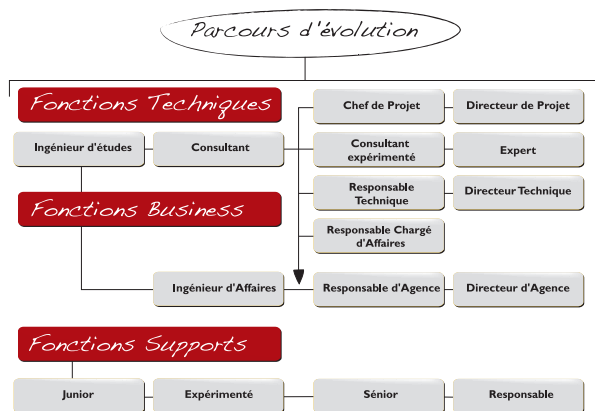 Parcours d'évolution
Fonctions Techniques
Chef de Projet
Directeur de Projet
Ingénieur d'études
Consultant
Consultant
expérimenté
Expert
Responsable
Technique
Directeur Technique
Fonctions Business
Responsable Chargé
d'Affaires
Ingénieur d'Affaires
Responsable d'Agence
Directeur d'Agence
Fonctions Supports
Junior
Expérimenté
Sénior
Responsable